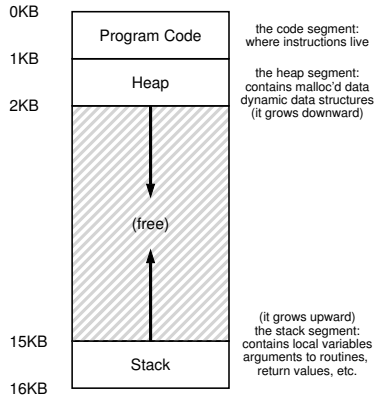 0KB
Program Code
the code segment:
where instructions live
1KB
Heap
the heap segment:
contains malloc'd data
dynamic data structures
(it grows downward)
2KB
(free)
(it grows upward)
the stack segment:
contains local variables
arguments to routines,
return values, etc.
15KB
Stack
16KB